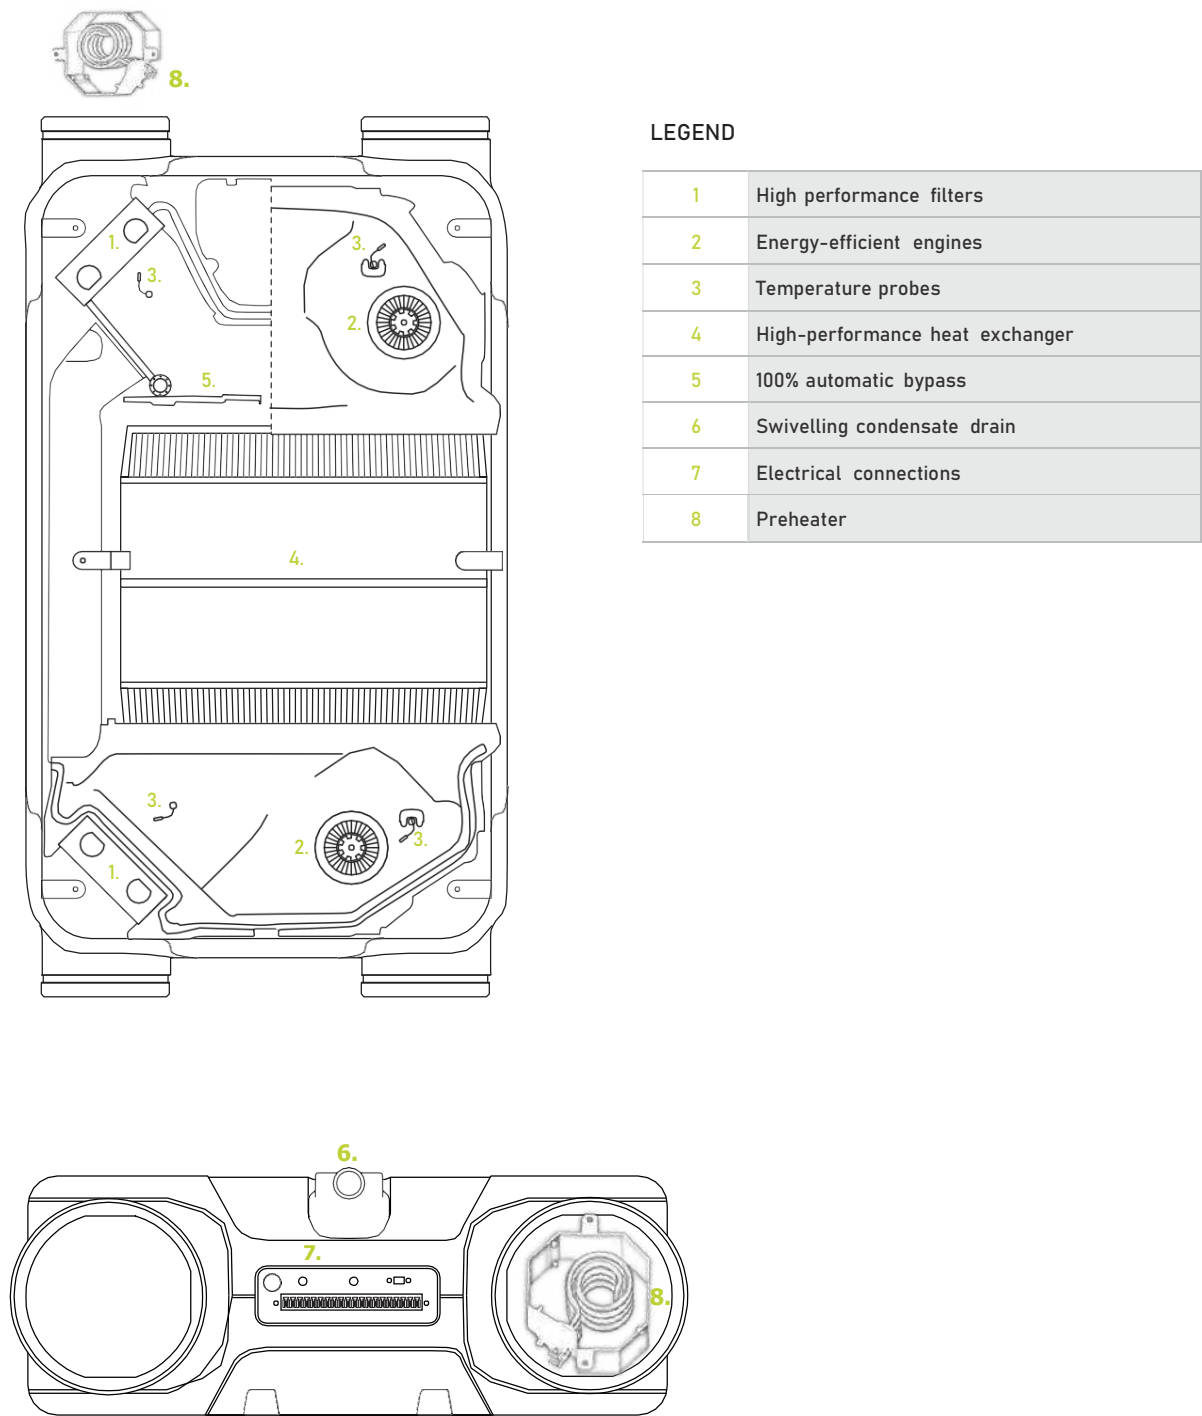 8.
LEGEND
1 High performance filters
2 Energy-efficient engines
3 Temperature probes
4 High-performance heat exchanger
5 100% automatic bypass
6 Swivelling condensate drain
7 Electrical connections
8 Preheater
1.
3.
3.
2.
5.
4.
3.
2.
3.
1.
6.
7.
8.